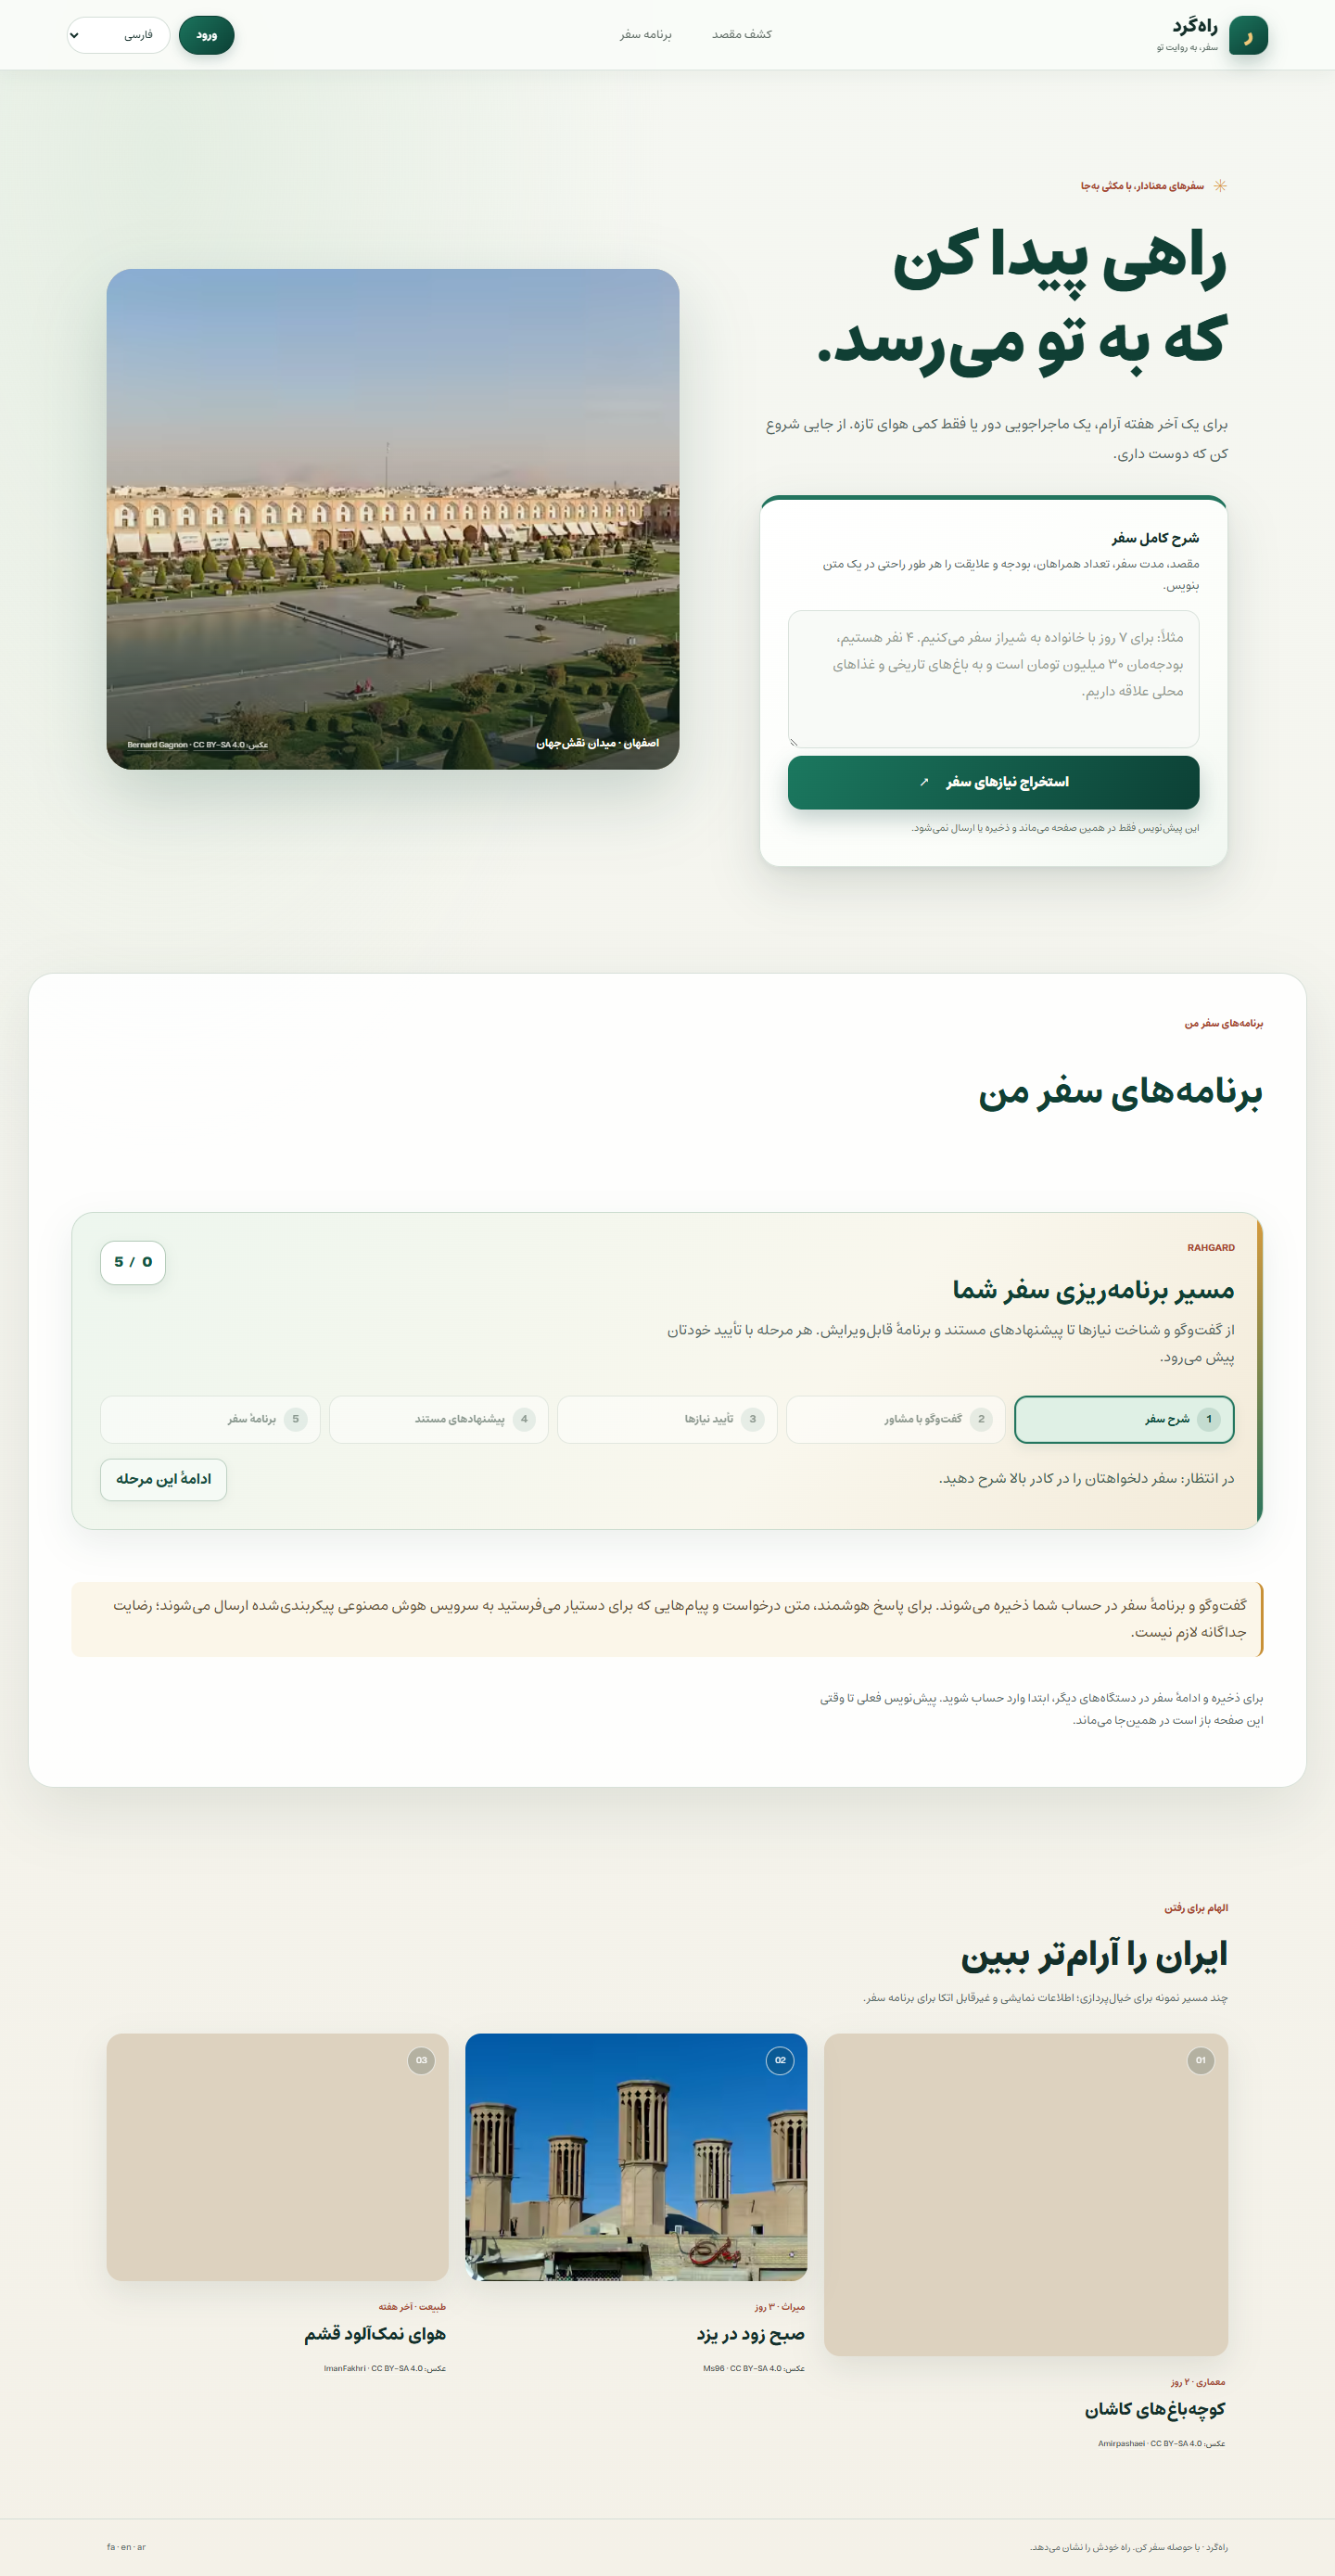 ر
راه‌گرد
سفر، به روایت تو
کشف مقصد
برنامه سفر
ورود
فارسی
سفرهای معنادار، با مکثی به‌جا
راهی پیدا کن
که به تو می‌رسد.
برای یک آخر هفته آرام، یک ماجراجویی دور یا فقط کمی هوای تازه. از جایی شروع
کن که دوست داری.
شرح کامل سفر
مقصد، مدت سفر، تعداد همراهان، بودجه و علایقت را هر طور راحتی در یک متن
بنویس.
مثلاً: برای ۷ روز با خانواده به شیراز سفر می‌کنیم. ۴ نفر هستیم،
بودجه‌مان ۳۰ میلیون تومان است و به باغ‌های تاریخی و غذاهای
محلی علاقه داریم.
استخراج نیازهای سفر ↗
این پیش‌نویس فقط در همین صفحه می‌ماند و ذخیره یا ارسال نمی‌شود.
اصفهان · میدان نقش‌جهان
عکس: Bernard Gagnon · CC BY-SA 4.0
برنامه‌های سفر من
برنامه‌های سفر من
RAHGARD
5 / 0
مسیر برنامه‌ریزی سفر شما
از گفت‌وگو و شناخت نیازها تا پیشنهادهای مستند و برنامهٔ قابل‌ویرایش. هر مرحله با تأیید خودتان
پیش می‌رود.
1 شرح سفر
2 گفت‌وگو با مشاور
3 تأیید نیازها
4 پیشنهادهای مستند
5 برنامهٔ سفر
در انتظار: سفر دلخواهتان را در کادر بالا شرح دهید.
ادامهٔ این مرحله
گفت‌وگو و برنامهٔ سفر در حساب شما ذخیره می‌شوند. برای پاسخ هوشمند، متن درخواست و پیام‌هایی که برای دستیار می‌فرستید به سرویس هوش مصنوعی پیکربندی‌شده ارسال می‌شوند؛ رضایت
جداگانه لازم نیست.
برای ذخیره و ادامهٔ سفر در دستگاه‌های دیگر، ابتدا وارد حساب شوید. پیش‌نویس فعلی تا وقتی
این صفحه باز است در همین‌جا می‌ماند.
الهام برای رفتن
ایران را آرام‌تر ببین
چند مسیر نمونه برای خیال‌پردازی؛ اطلاعات نمایشی و غیرقابل اتکا برای برنامه سفر.
01
معماری · ۲ روز
کوچه‌باغ‌های کاشان
عکس: Amirpashaei · CC BY-SA 4.0
02
میراث · ۳ روز
صبح زود در یزد
عکس: Ms96 · CC BY-SA 4.0
03
طبیعت · آخر هفته
هوای نمک‌آلود قشم
عکس: ImanFakhri · CC BY-SA 4.0
راه‌گرد · با حوصله سفر کن. راه خودش را نشان می‌دهد.
fa · en · ar